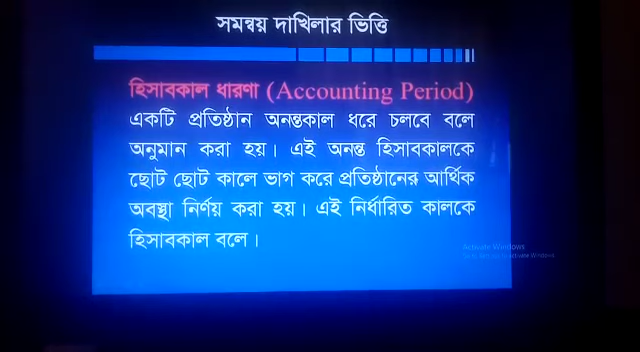 সমন্বয় দাখিলার ভিত্তি
হিসাবকাল ধারণা (Accounting Period)
একটি প্রতিষ্ঠান অনন্তকাল ধরে চলবে বলে
অনুমান করা হয়। এই অনন্ত হিসাবকালকে
ছোট ছোট কালে ভাগ করে প্রতিষ্ঠানের আর্থিক
অবস্থা নির্ণয় করা হয়। এই নির্ধারিত কালকে
হিসাবকাল বলে।
Activate Windows